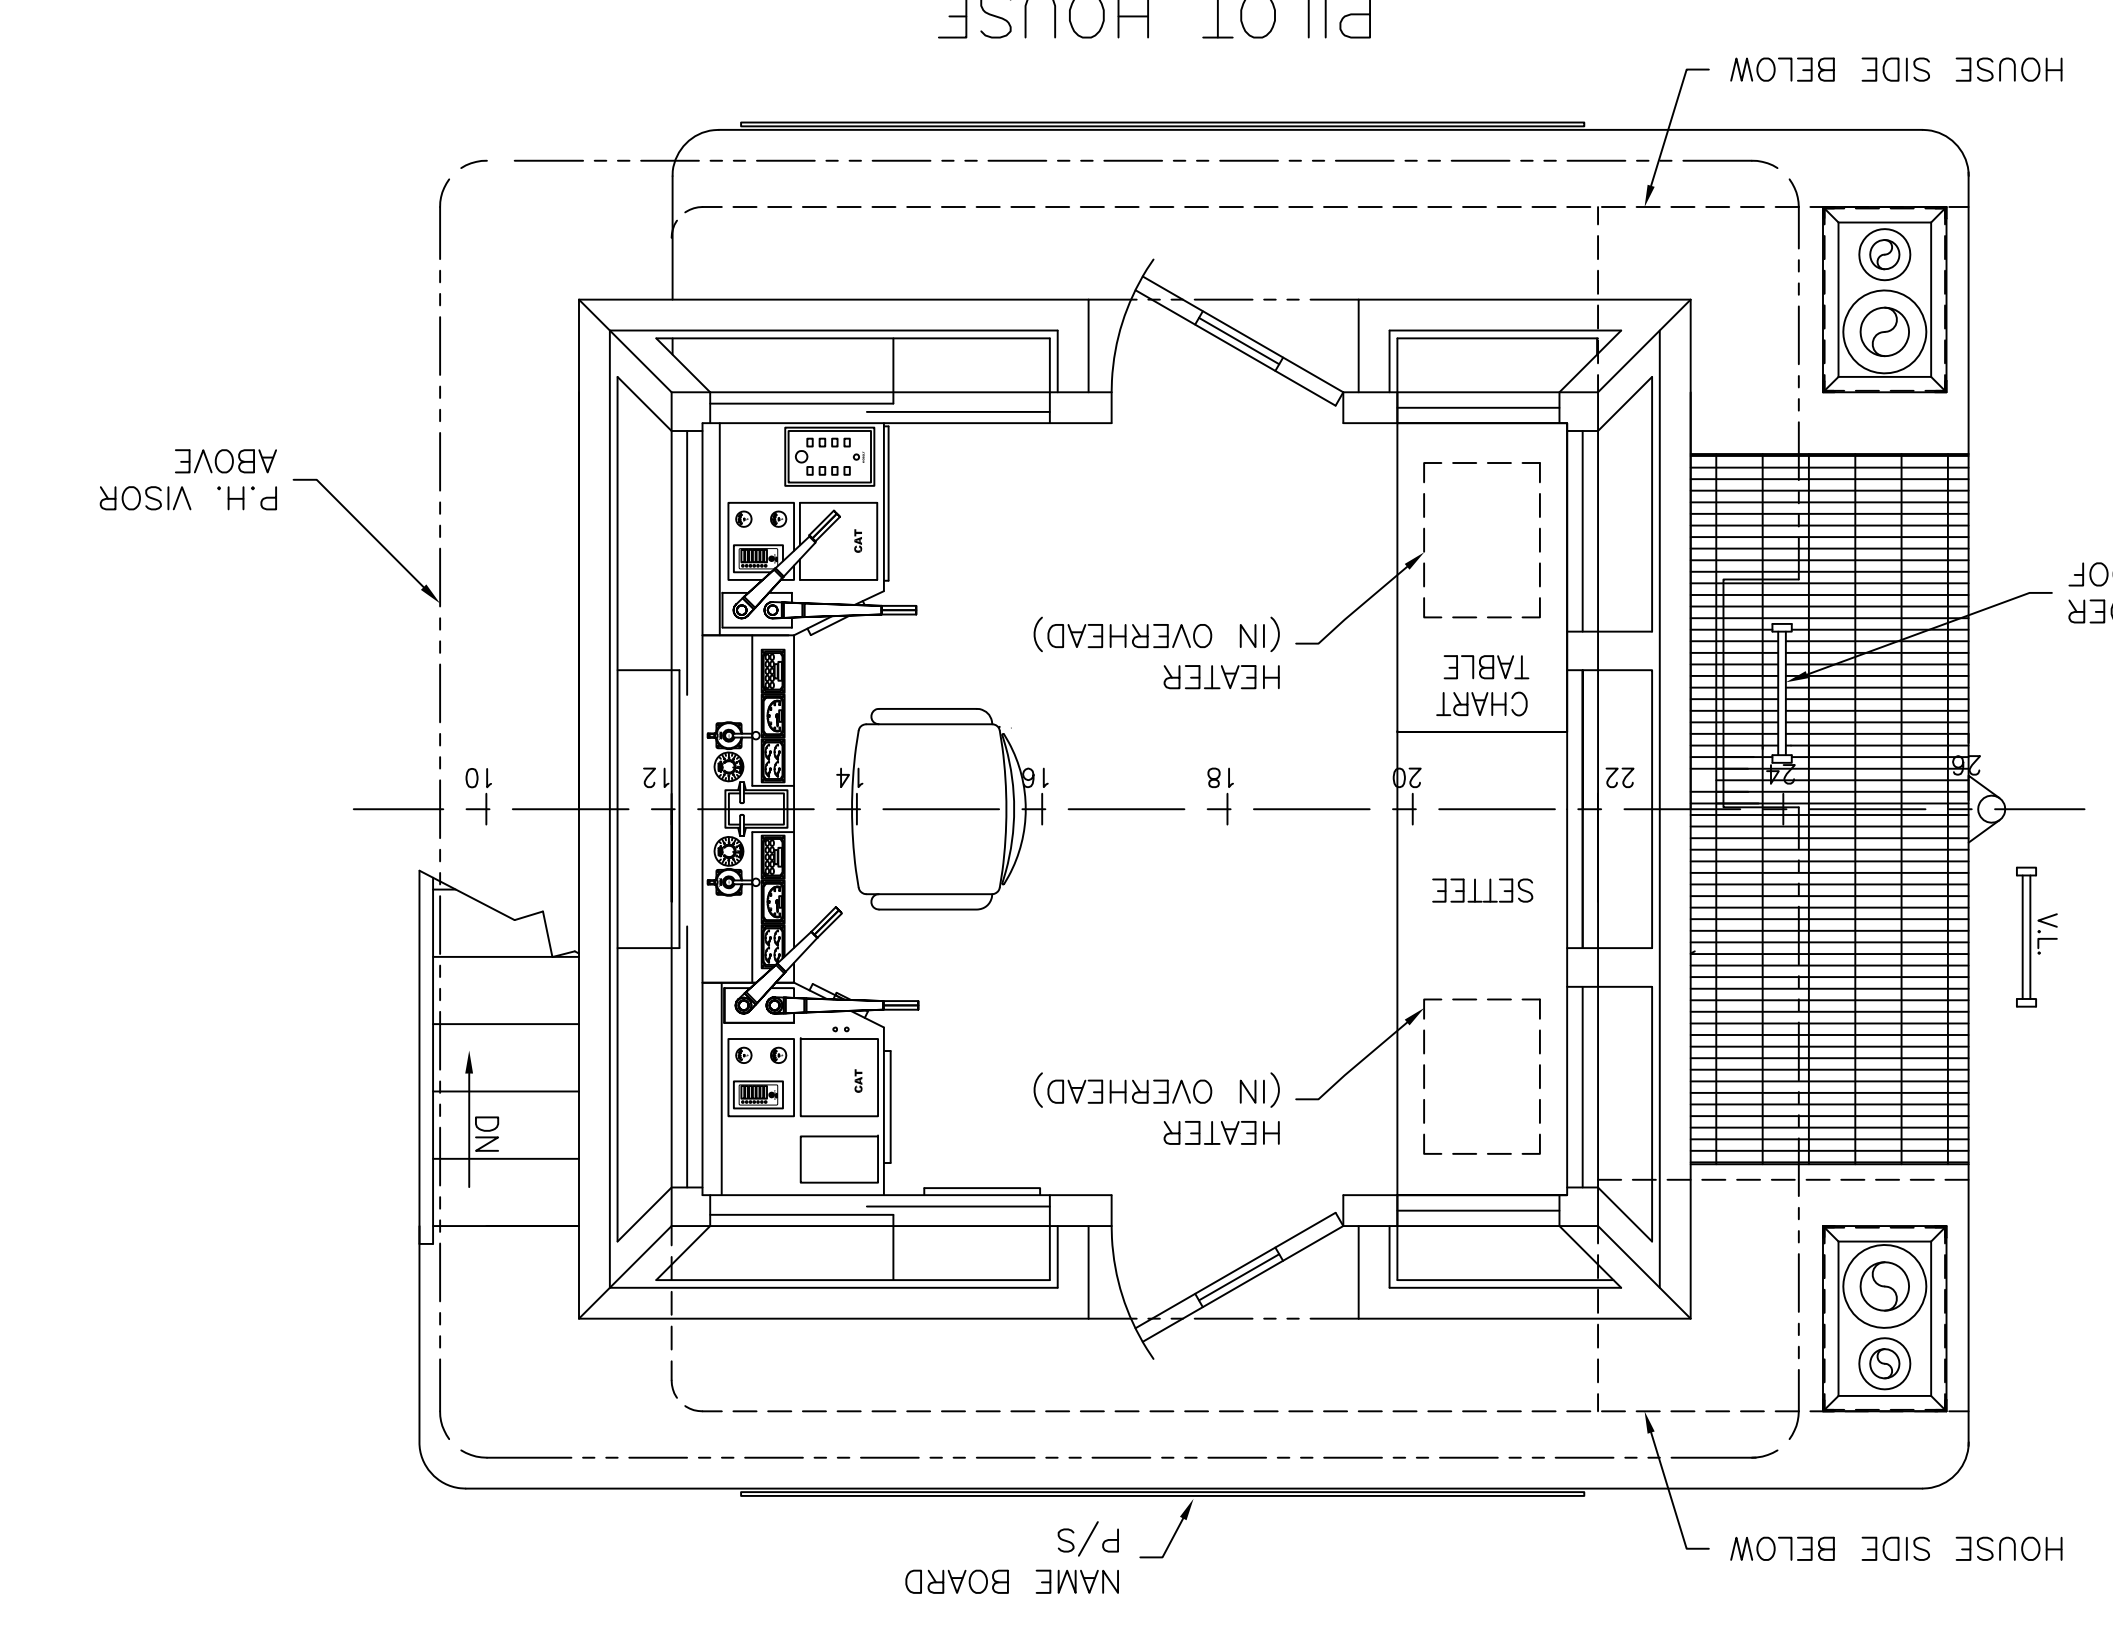 NAME BOARD
P/S
HOUSE SIDE BELOW
DN
HEATER
(IN OVERHEAD)
CAT
V.L.
SETTEE
26
24
22
20
18
16
14
12
10
CHART
TABLE
HEATER
(IN OVERHEAD)
CAT
P.H. VISOR
ABOVE
HOUSE SIDE BELOW
PILOT HOUSE